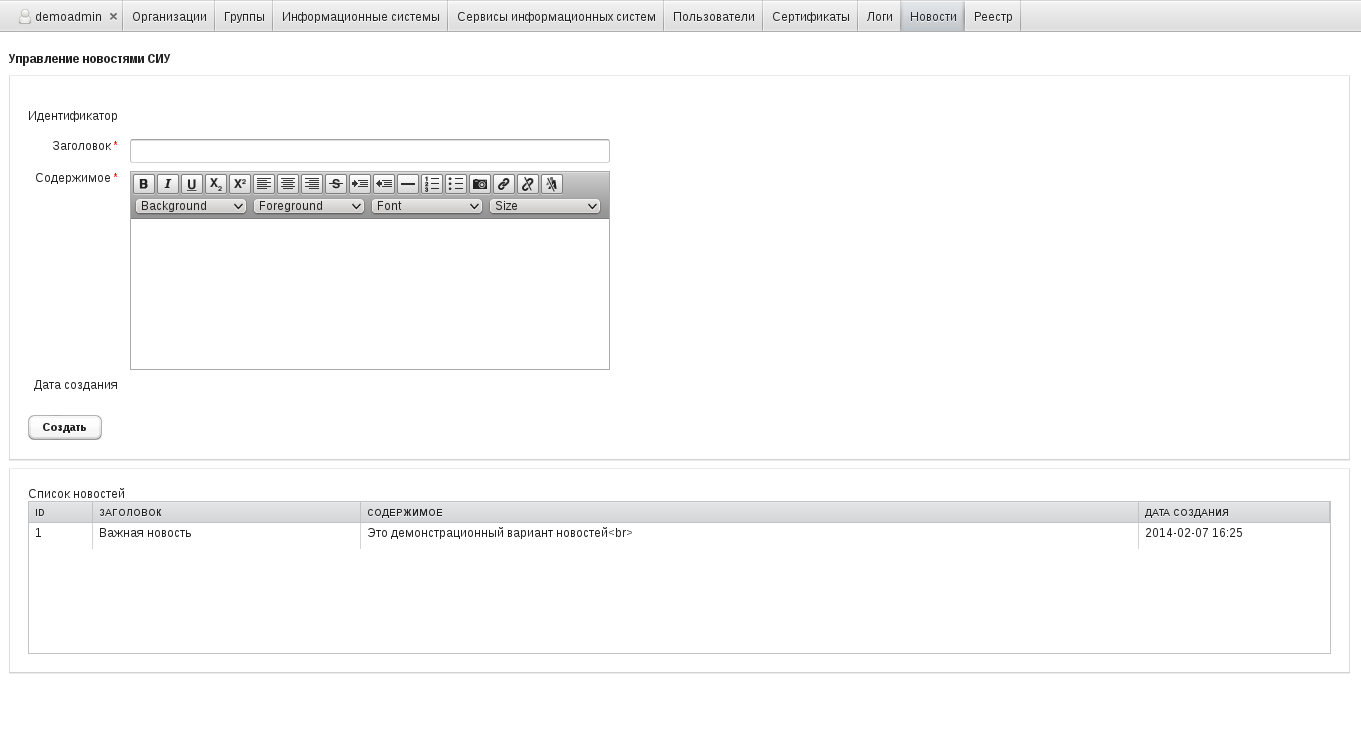 demoadmin × Организации Группы Информационные системы Сервисы информационных систем Пользователи Сертификаты Логи Новости Реестр
Управление новостями СИУ
Идентификатор
Заголовок *
Содержимое *
B I U X₂ X² S
Background Foreground Font Size
Дата создания
Создать
Список новостей
ID ЗАГОЛОВОК СОДЕРЖИМОЕ ДАТА СОЗДАНИЯ
1 Важная новость Это демонстрационный вариант новостей<br> 2014-02-07 16:25